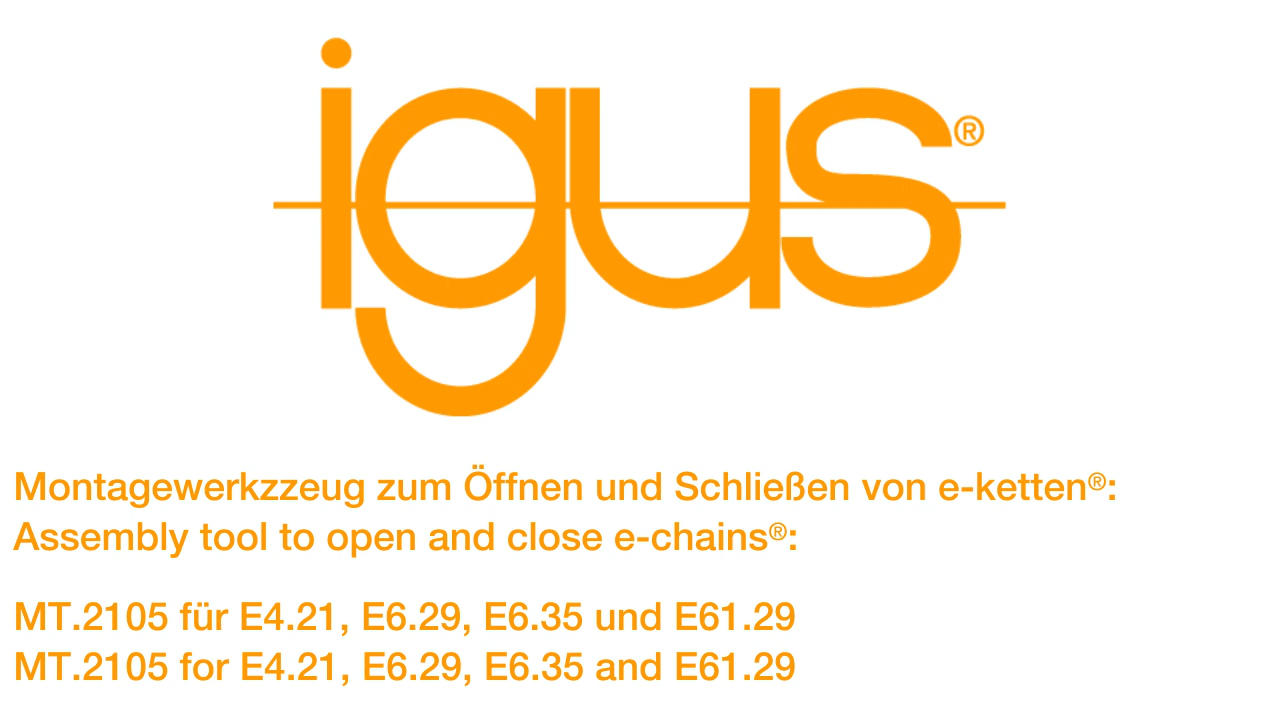 igus®
Montagewerkzzeug zum Öffnen und Schließen von e-ketten®:
Assembly tool to open and close e-chains®:
MT.2105 für E4.21, E6.29, E6.35 und E61.29
MT.2105 for E4.21, E6.29, E6.35 and E61.29